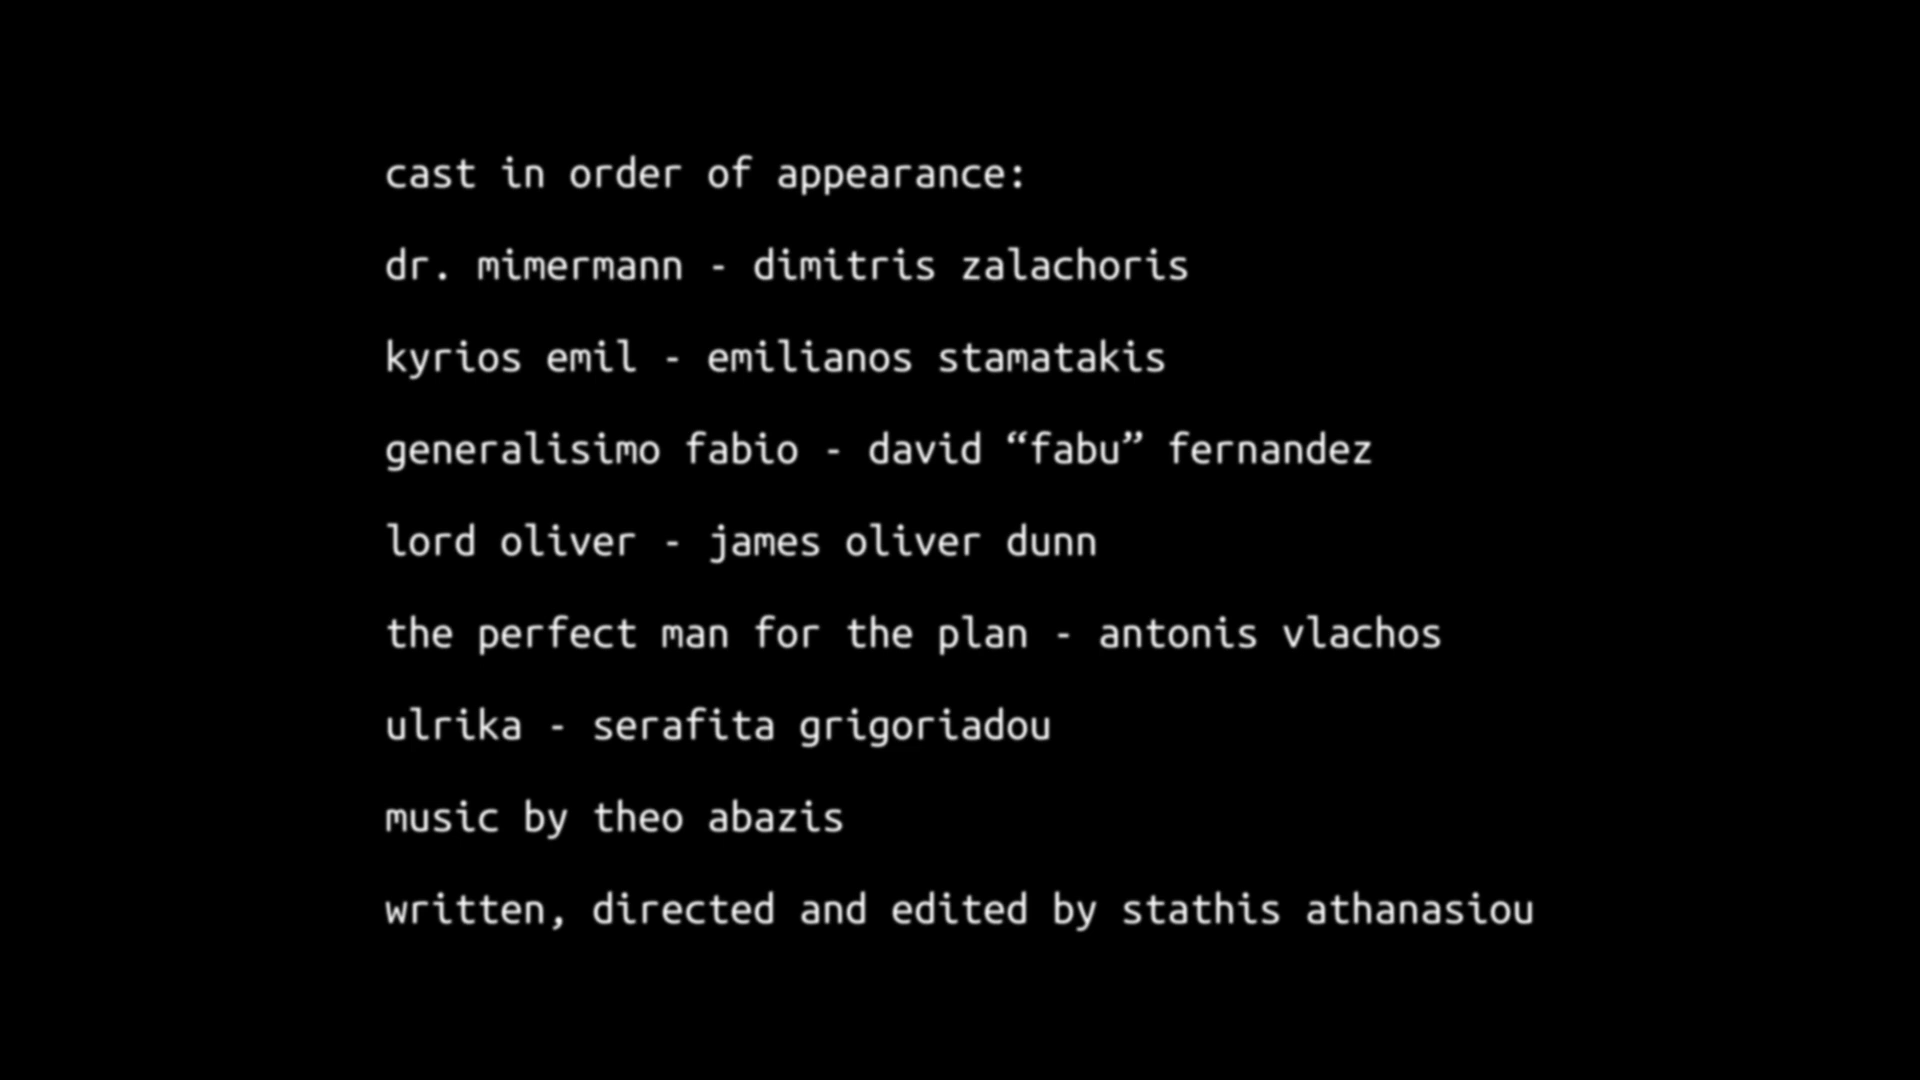 cast in order of appearance:
dr. mimermann - dimitris zalachoris
kyrios emil - emilianos stamatakis
generalisimo fabio - david “fabu” fernandez
lord oliver - james oliver dunn
the perfect man for the plan - antonis vlachos
ulrika - serafita grigoriadou
music by theo abazis
written, directed and edited by stathis athanasiou